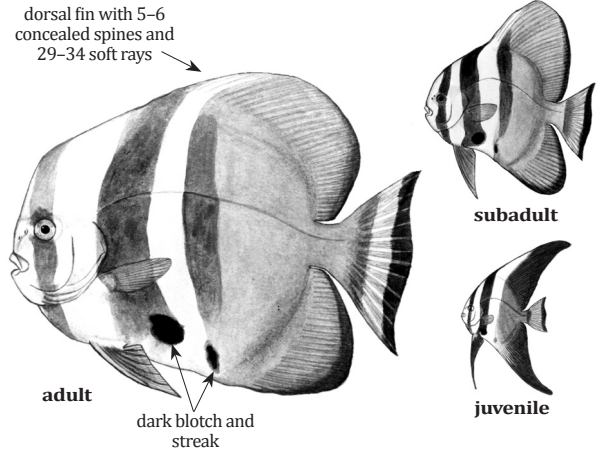 dorsal fin with 5–6
concealed spines and
29–34 soft rays
subadult
adult
juvenile
dark blotch and
streak